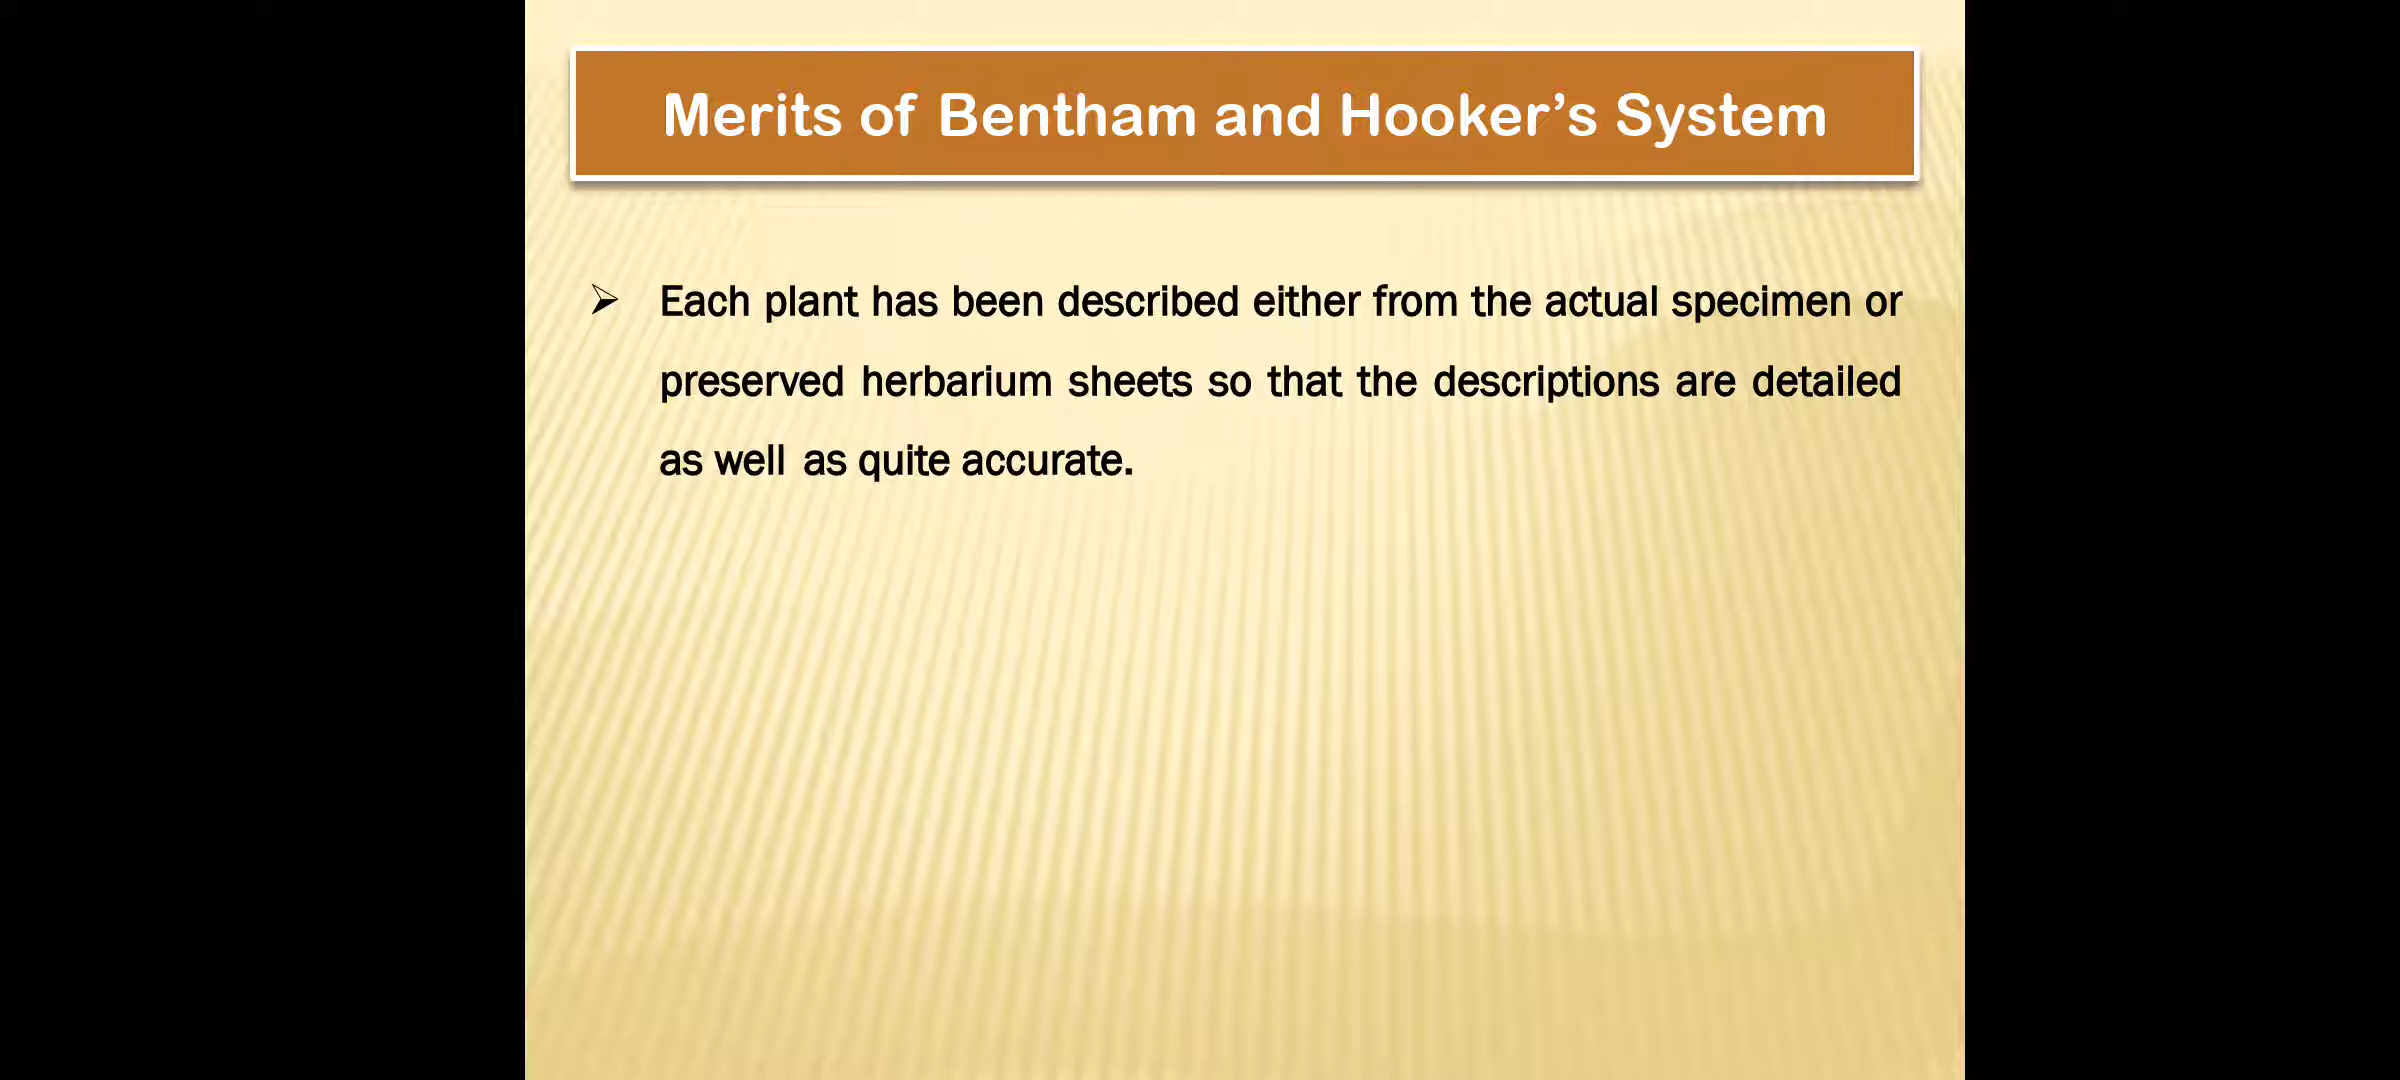 Merits of Bentham and Hooker’s System
➢ Each plant has been described either from the actual specimen or
preserved herbarium sheets so that the descriptions are detailed
as well as quite accurate.